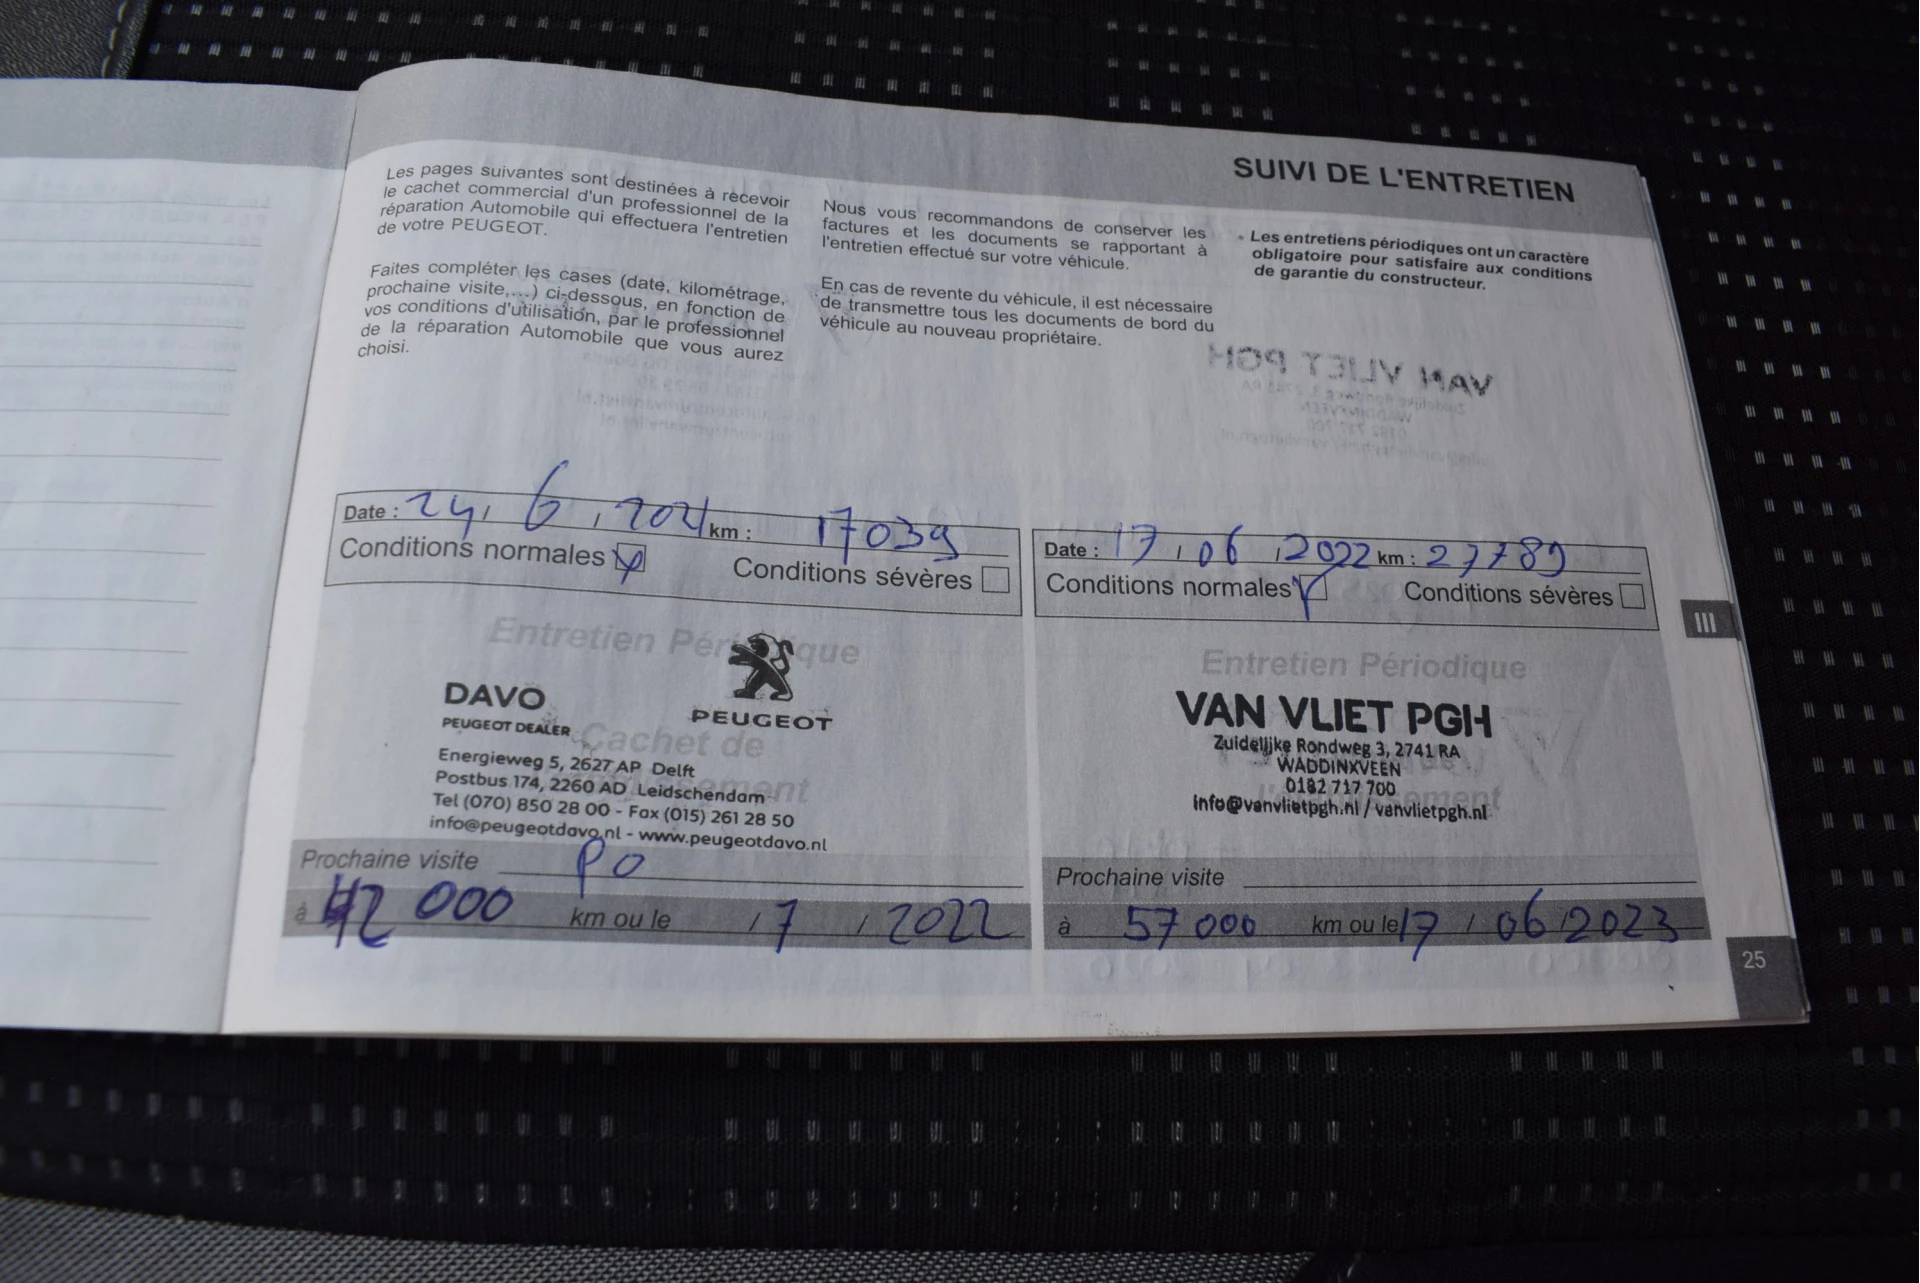 SUIVI DE L'ENTRETIEN
Les pages suivantes sont destinées à recevoir
le cachet commercial d'un professionnel de la
réparation Automobile qui effectuera l'entretien
de votre PEUGEOT.
Faites compléter les cases (date, kilométrage,
prochaine visite,...) ci-dessous, en fonction de
vos conditions d'utilisation, par le professionnel
de la réparation Automobile que vous aurez
choisi.
Nous vous recommandons de conserver les
factures et les documents se rapportant à
l'entretien effectué sur votre véhicule.
En cas de revente du véhicule, il est nécessaire
de transmettre tous les documents de bord du
véhicule au nouveau propriétaire.
- Les entretiens périodiques ont un caractère
obligatoire pour satisfaire aux conditions
de garantie du constructeur.
VAN VLIET PGH
Date : 24 / 6 / 2021 km : 17039
Conditions normales Conditions sévères
Entretien Périodique
PEUGEOT
DAVO
PEUGEOT DEALER
Cachet de
Energieweg 5, 2627 AP Delft
Postbus 174, 2260 AD Leidschendam
Tel (070) 850 28 00 - Fax (015) 261 28 50
info@peugeotdavo.nl - www.peugeotdavo.nl
Prochaine visite PO
à 42 000 km ou le / 7 / 2022
Date : 17 / 06 / 2022 km : 27789
Conditions normales Conditions sévères
Entretien Périodique
VAN VLIET PGH
Zuidelijke Rondweg 3, 2741 RA
WADDINXVEEN
0182 717 700
info@vanvlietpgh.nl / vanvlietpgh.nl
Prochaine visite
à 57 000 km ou le 17 / 06 / 2023
III
25